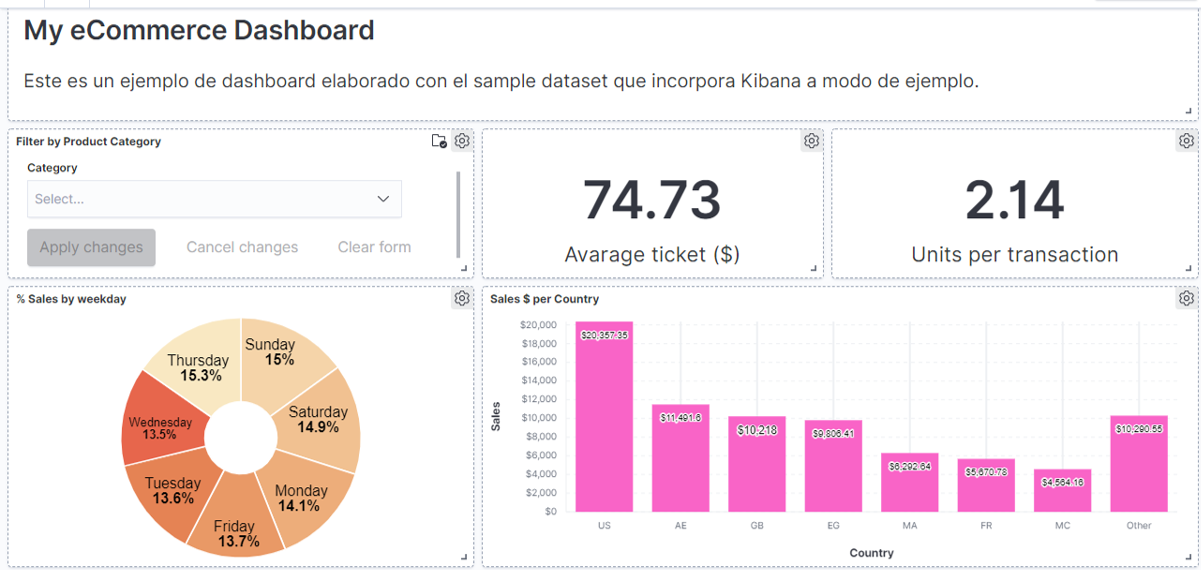 My eCommerce Dashboard
Este es un ejemplo de dashboard elaborado con el sample dataset que incorpora Kibana a modo de ejemplo.
Filter by Product Category
Category
Select...
Apply changes
Cancel changes
Clear form
74.73
Avarage ticket ($)
2.14
Units per transaction
% Sales by weekday
Sunday
15%
Saturday
14.9%
Monday
14.1%
Friday
13.7%
Tuesday
13.6%
Wednesday
13.5%
Thursday
15.3%
Sales $ per Country
Sales
$20,000
$18,000
$16,000
$14,000
$12,000
$10,000
$8,000
$6,000
$4,000
$2,000
$0
$20,357.35
$11,491.6
$10,218
$9,806.41
$6,292.64
$5,670.78
$4,564.16
$10,290.55
US
AE
GB
EG
MA
FR
MC
Other
Country